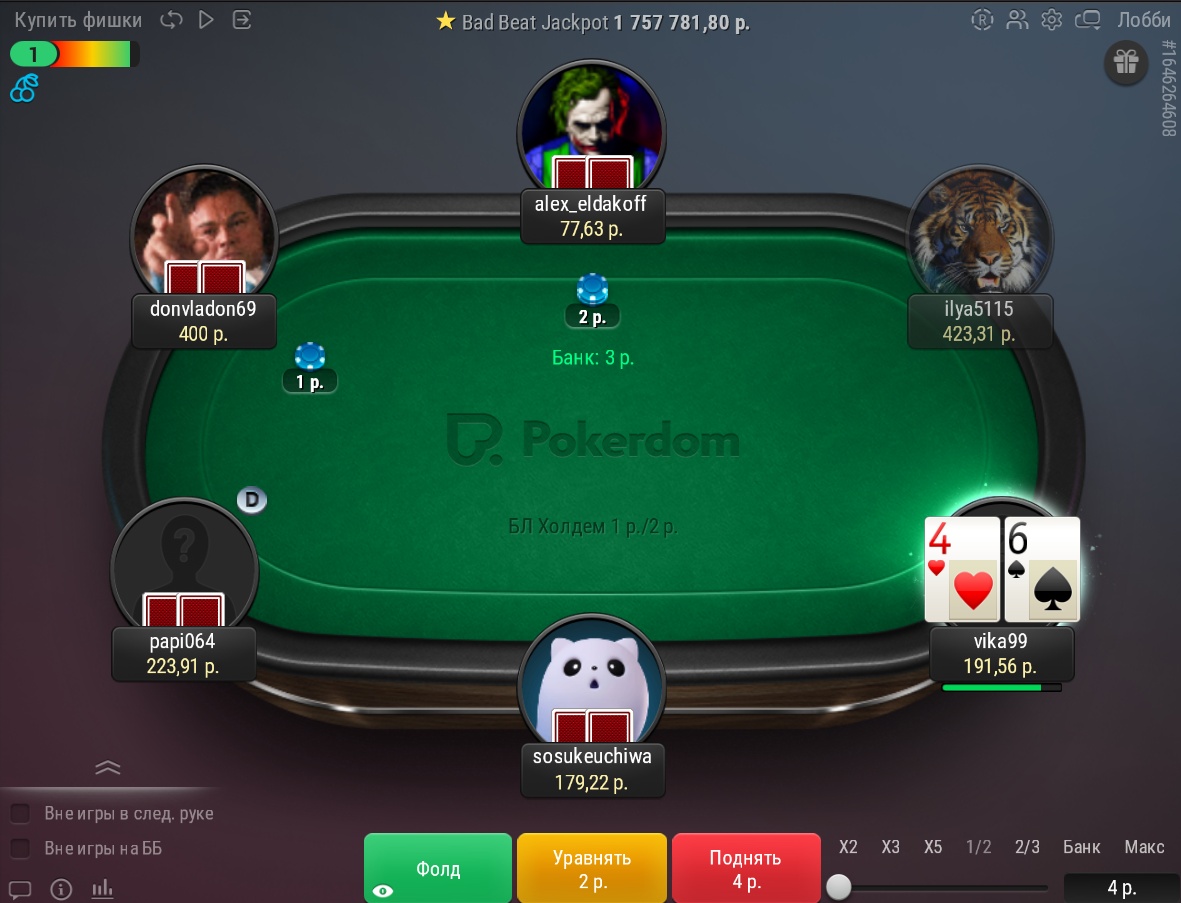 Купить фишки
Bad Beat Jackpot 1 757 781,80 р.
R
Лобби
1
#1646264608
alex_eldakoff
77,63 р.
donvladon69
400 р.
ilya5115
423,31 р.
2 р.
Банк: 3 р.
1 р.
Pokerdom
D
БЛ Холдем 1 р./2 р.
?
4
6
papi064
223,91 р.
vika99
191,56 р.
sosukeuchiwa
179,22 р.
Вне игры в след. руке
Вне игры на ББ
Фолд
Уравнять
2 р.
Поднять
4 р.
X2 X3 X5 1/2 2/3 Банк Макс
4 р.